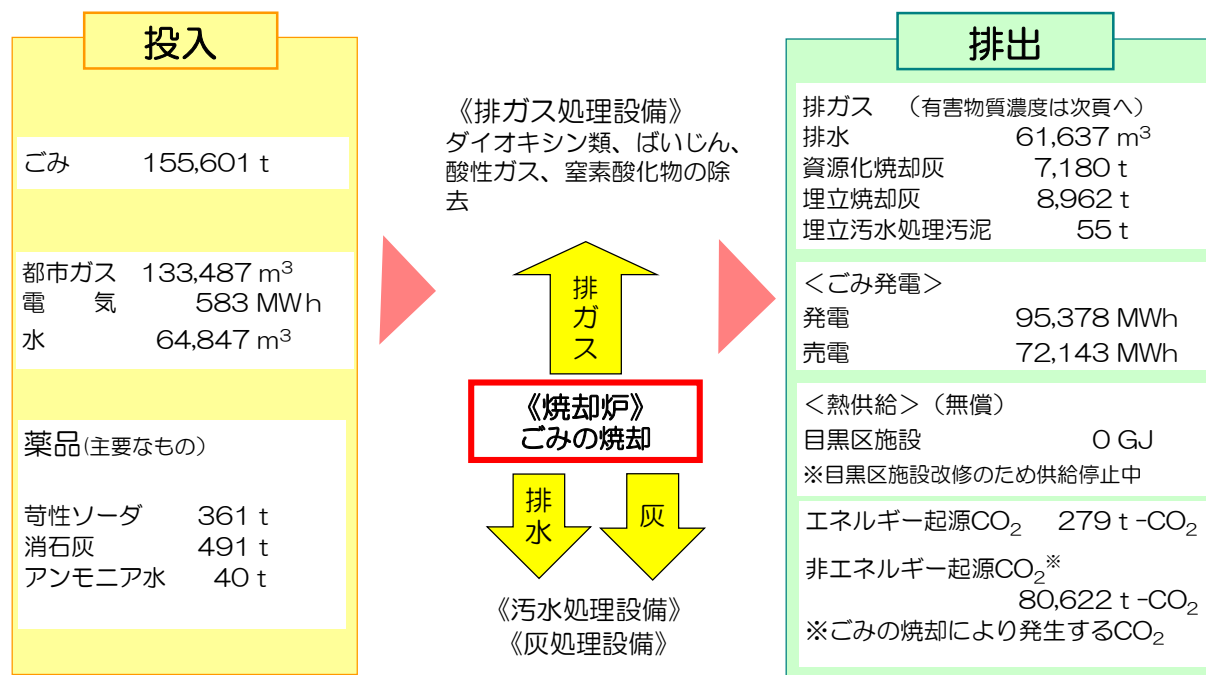 投入
ごみ 155,601 t
都市ガス 133,487 m³
電気 583 MWh
水 64,847 m³
薬品(主要なもの)
苛性ソーダ 361 t
消石灰 491 t
アンモニア水 40 t
《排ガス処理設備》
ダイオキシン類、ばいじん、
酸性ガス、窒素酸化物の除
去
排ガス
《焼却炉》
ごみの焼却
排水
灰
《汚水処理設備》
《灰処理設備》
排出
排ガス (有害物質濃度は次頁へ)
排水 61,637 m³
資源化焼却灰 7,180 t
埋立焼却灰 8,962 t
埋立汚水処理汚泥 55 t
<ごみ発電>
発電 95,378 MWh
売電 72,143 MWh
<熱供給>(無償)
目黒区施設 0 GJ
※目黒区施設改修のため供給停止中
エネルギー起源CO₂ 279 t-CO₂
非エネルギー起源CO₂※
80,622 t-CO₂
※ごみの焼却により発生するCO₂